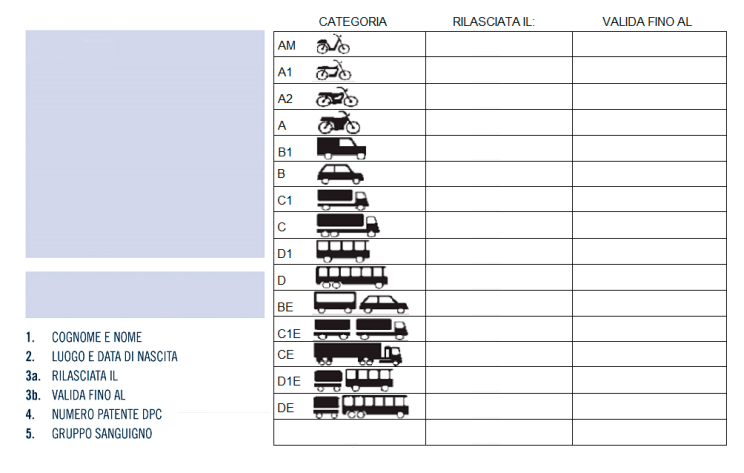 CATEGORIA RILASCIATA IL: VALIDA FINO AL
AM
A1
A2
A
B1
B
C1
C
D1
D
BE
C1E
CE
D1E
DE
1. COGNOME E NOME
2. LUOGO E DATA DI NASCITA
3a. RILASCIATA IL
3b. VALIDA FINO AL
4. NUMERO PATENTE DPC
5. GRUPPO SANGUIGNO